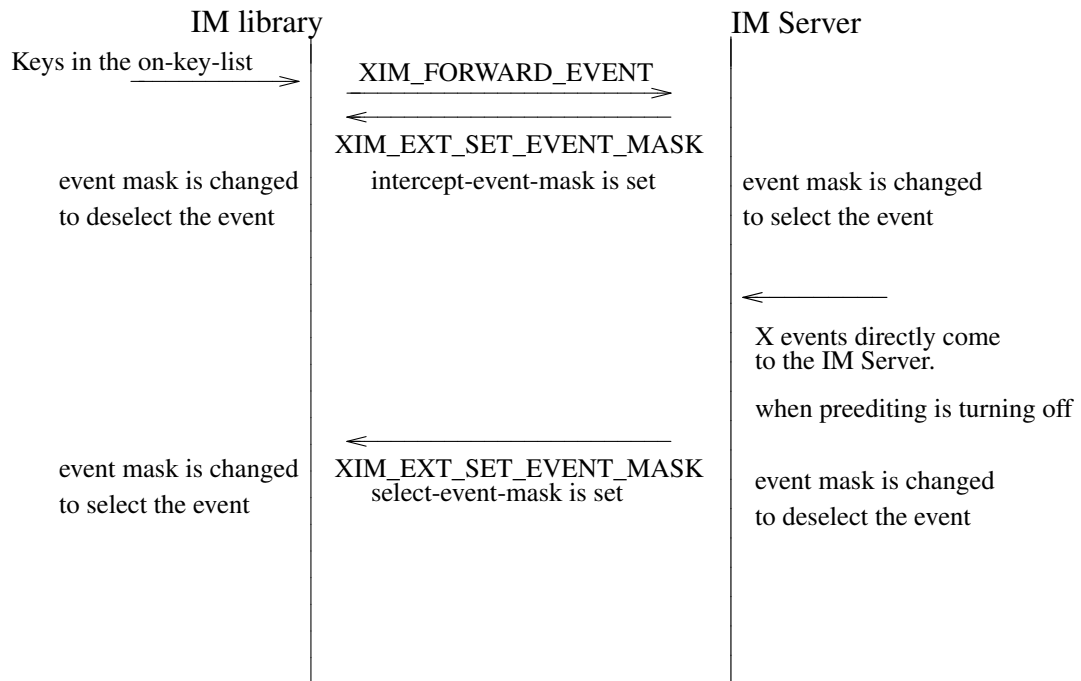 IM library
IM Server
Keys in the on-key-list
XIM_FORWARD_EVENT
XIM_EXT_SET_EVENT_MASK
event mask is changed
to deselect the event
intercept-event-mask is set
event mask is changed
to select the event
X events directly come
to the IM Server.
when preediting is turning off
event mask is changed
to select the event
XIM_EXT_SET_EVENT_MASK
select-event-mask is set
event mask is changed
to deselect the event